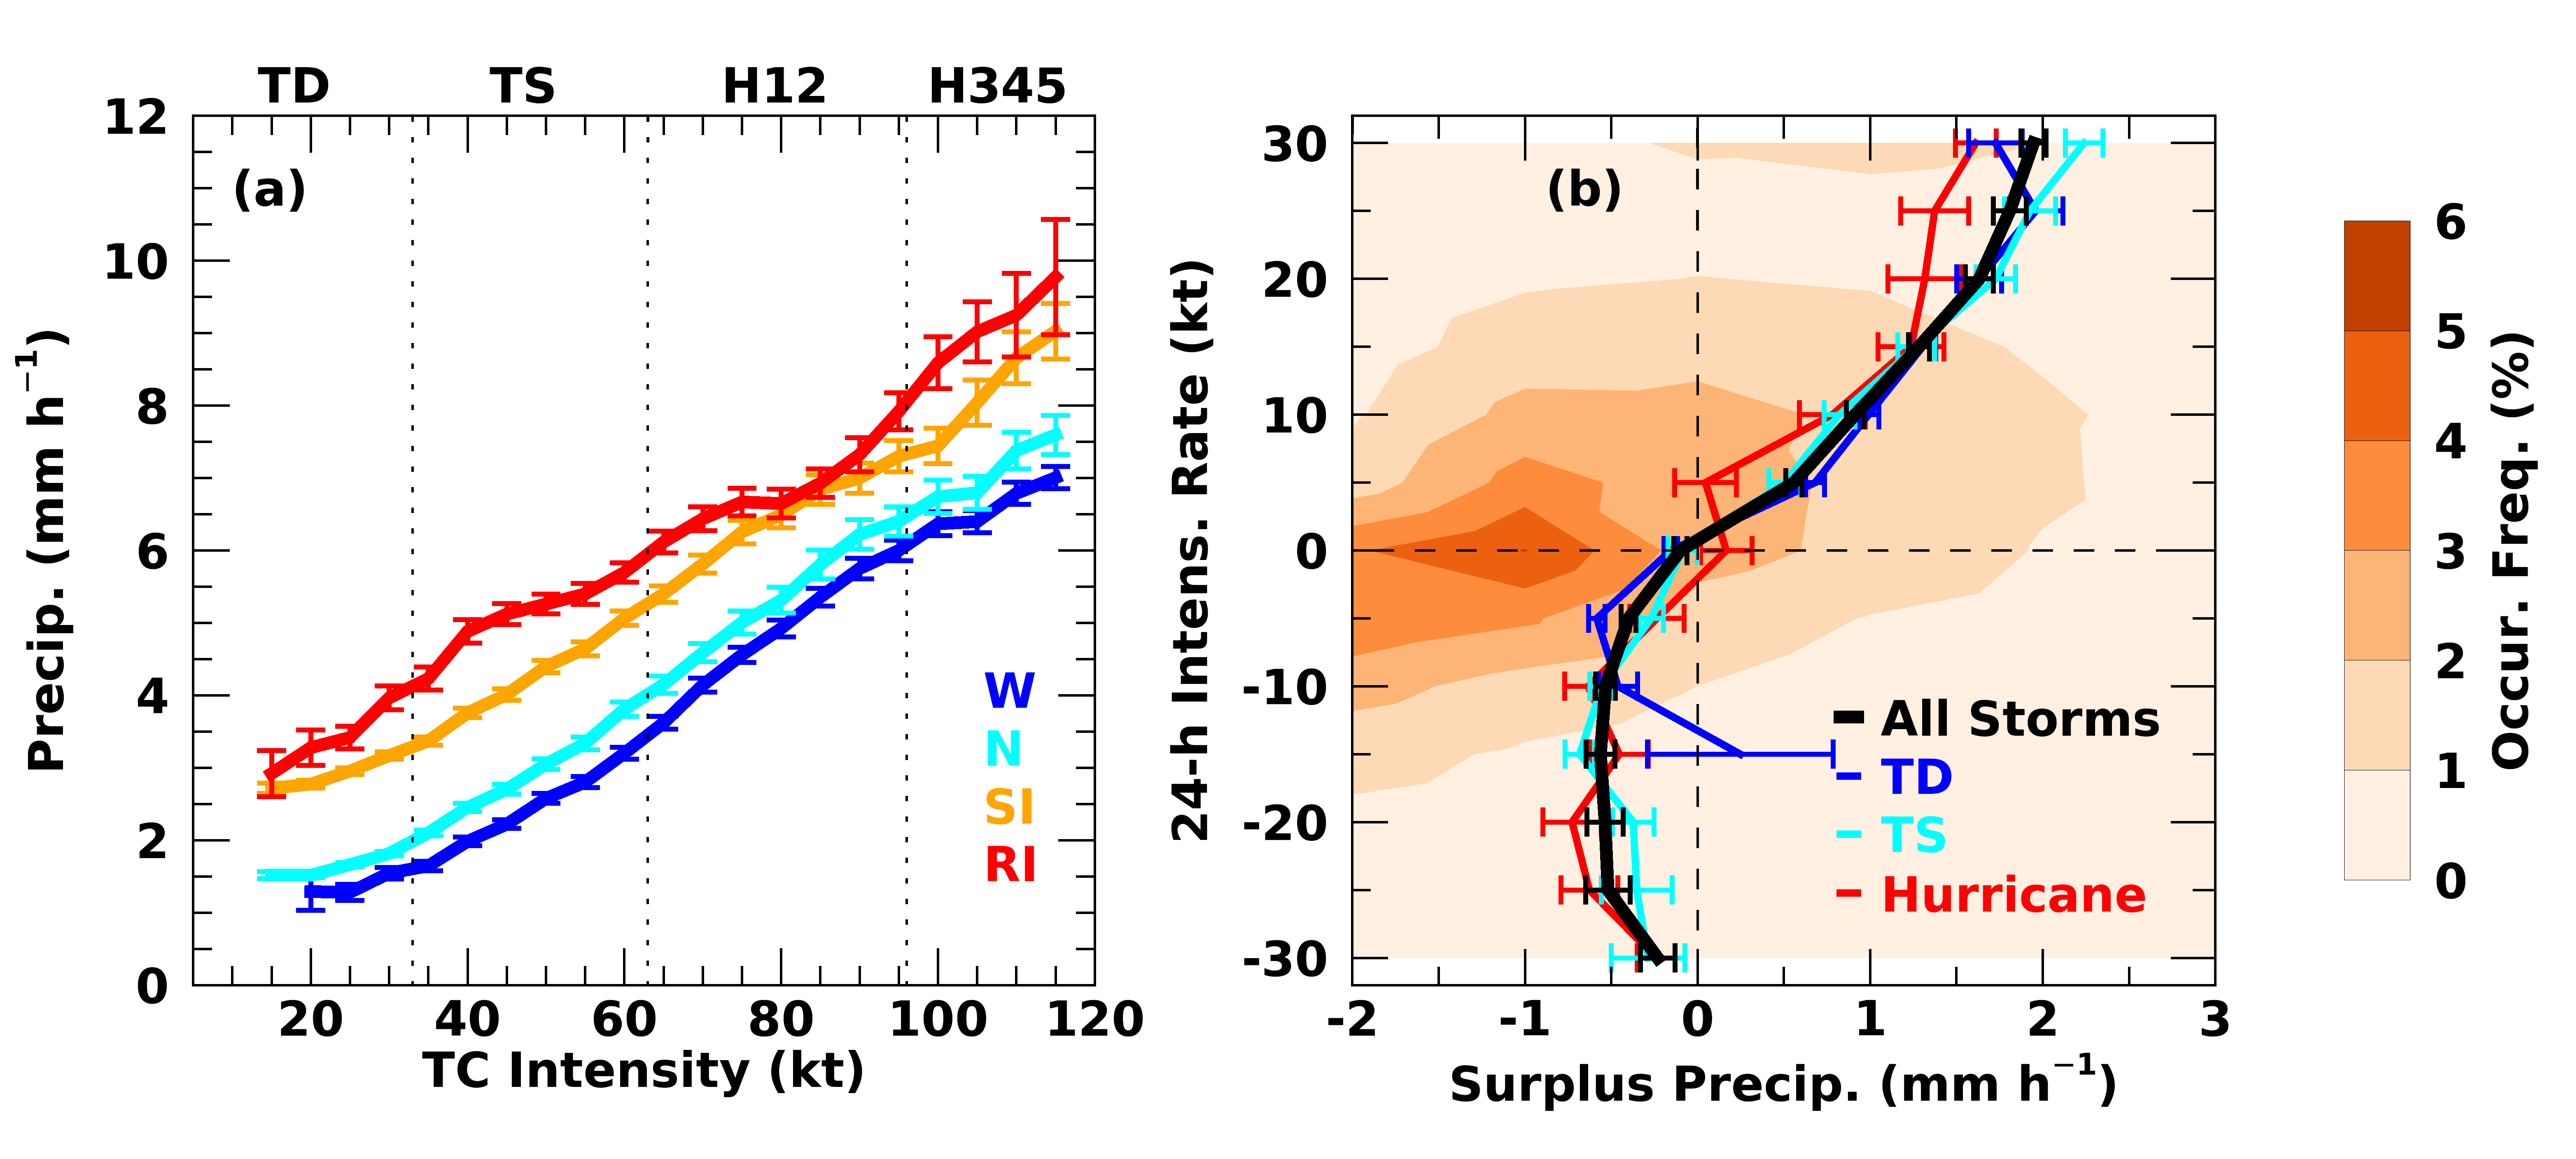 TD TS H12 H345
12
10
8
6
4
2
0
Precip. (mm h⁻¹)
(a)
W
N
SI
RI
20 40 60 80 100 120
TC Intensity (kt)
30
20
10
0
-10
-20
-30
24-h Intens. Rate (kt)
(b)
All Storms
TD
TS
Hurricane
-2 -1 0 1 2 3
Surplus Precip. (mm h⁻¹)
6
5
4
3
2
1
0
Occur. Freq. (%)